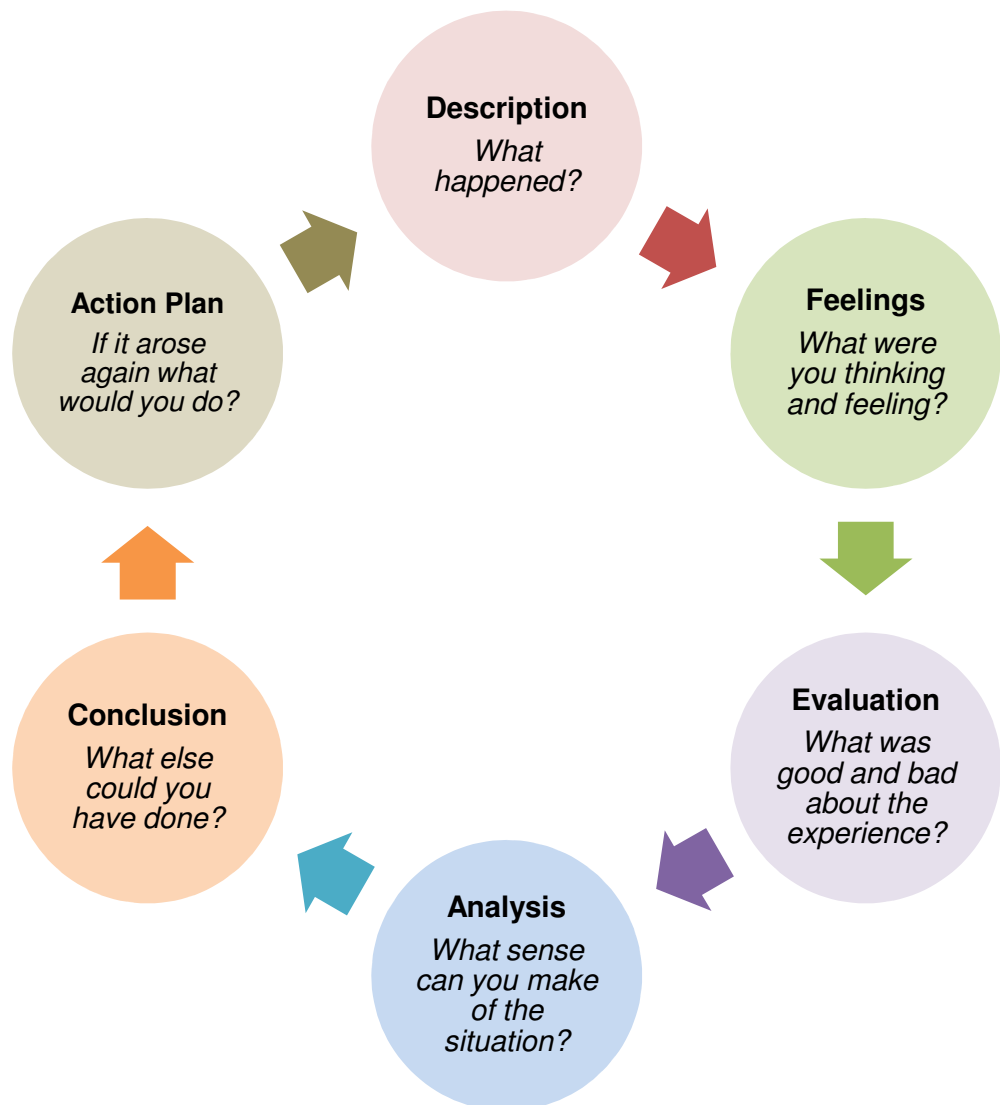 Description
What
happened?
Feelings
What were
you thinking
and feeling?
Evaluation
What was
good and bad
about the
experience?
Analysis
What sense
can you make
of the
situation?
Conclusion
What else
could you
have done?
Action Plan
If it arose
again what
would you do?